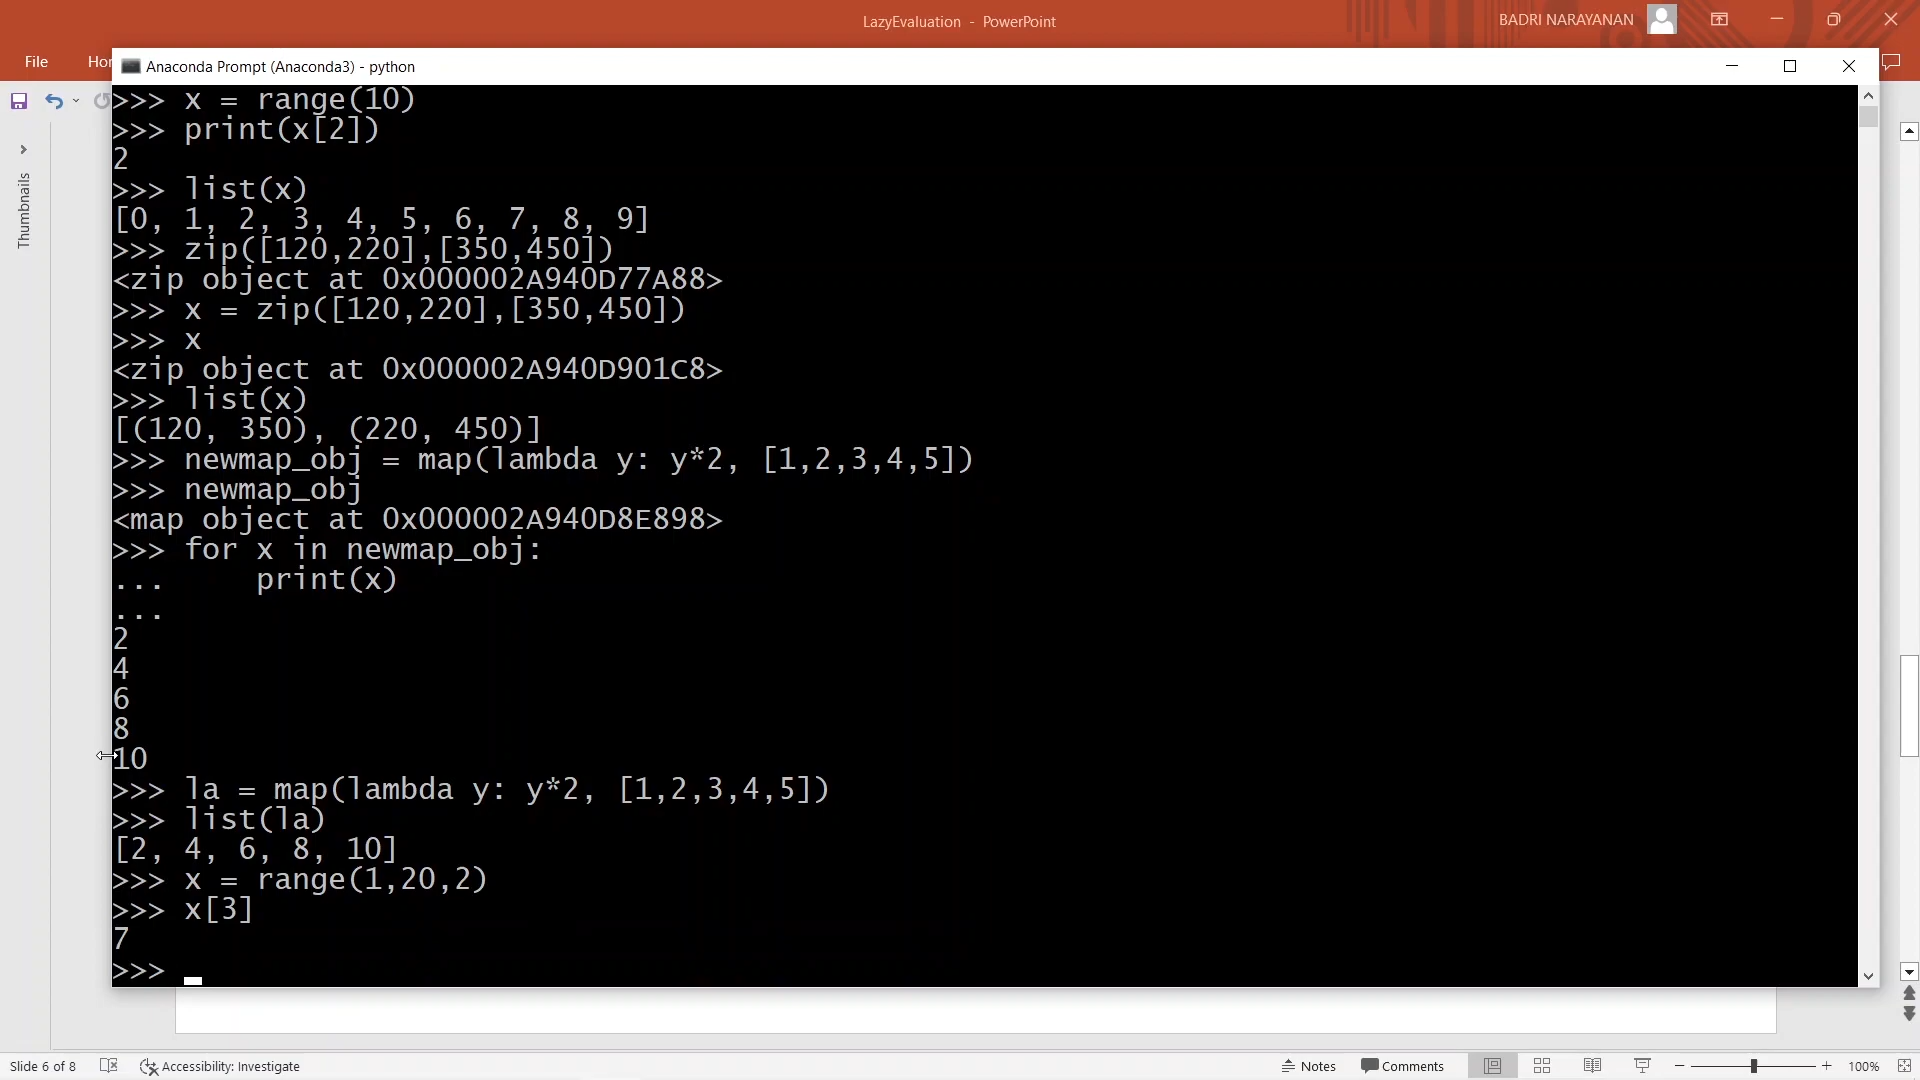 LazyEvaluation - PowerPoint
BADRI NARAYANAN
File
Hor
Anaconda Prompt (Anaconda3) - python
>>> x = range(10)
>>> print(x[2])
2
>>> list(x)
[0, 1, 2, 3, 4, 5, 6, 7, 8, 9]
>>> zip([120,220],[350,450])
<zip object at 0x000002A940D77A88>
>>> x = zip([120,220],[350,450])
>>> x
<zip object at 0x000002A940D901C8>
>>> list(x)
[(120, 350), (220, 450)]
>>> newmap_obj = map(lambda y: y*2, [1,2,3,4,5])
>>> newmap_obj
<map object at 0x000002A940D8E898>
>>> for x in newmap_obj:
...     print(x)
...
2
4
6
8
10
>>> la = map(lambda y: y*2, [1,2,3,4,5])
>>> list(la)
[2, 4, 6, 8, 10]
>>> x = range(1,20,2)
>>> x[3]
7
>>>
Thumbnails
Slide 6 of 8
Accessibility: Investigate
Notes
Comments
100%